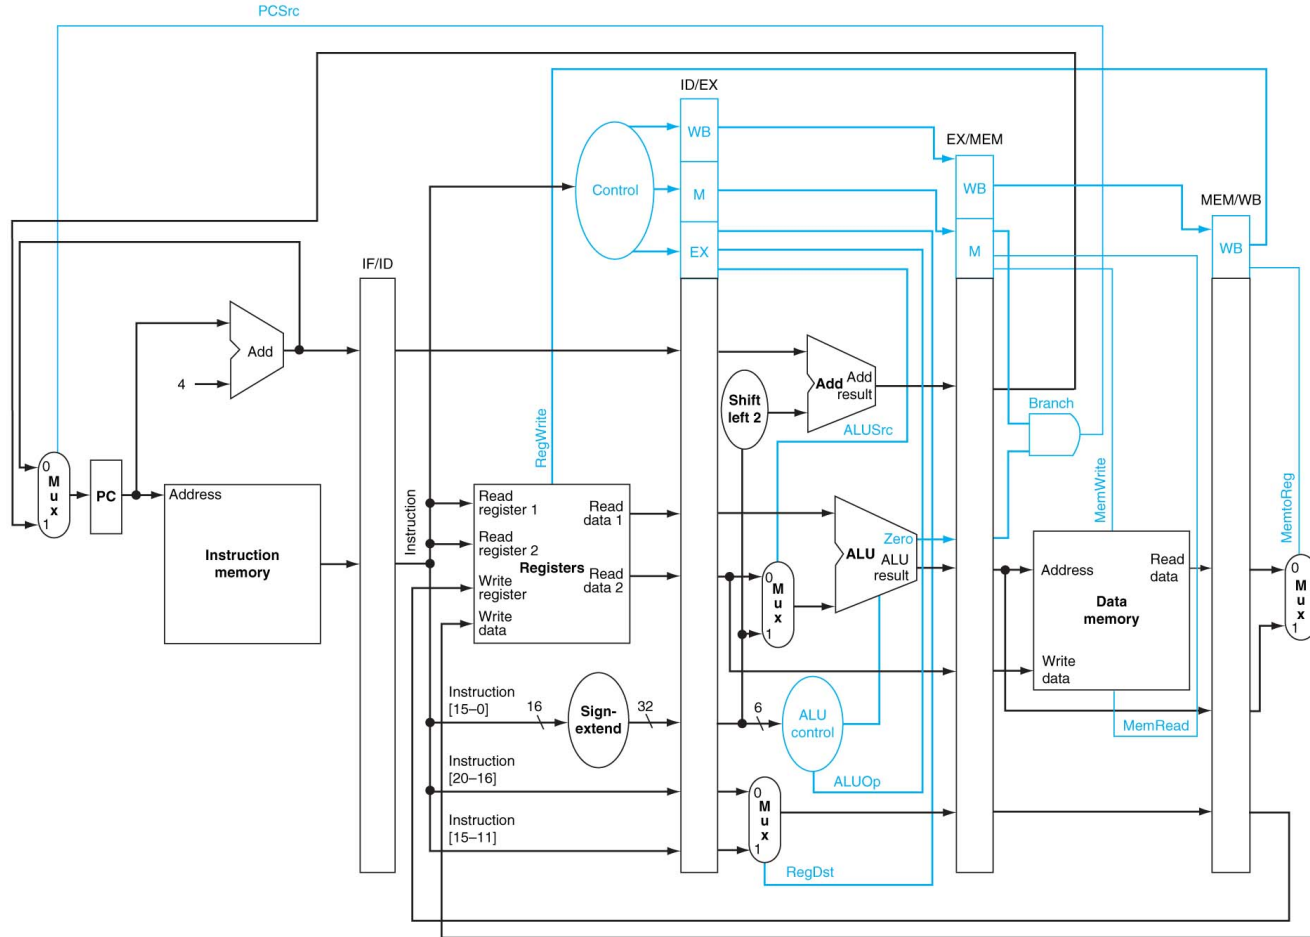 PCSrc
ID/EX
WB
EX/MEM
Control
M
WB
MEM/WB
EX
M
WB
IF/ID
Add
4
Add
Add
result
Shift
left 2
Branch
ALUSrc
RegWrite
MemWrite
MemtoReg
0
M
u
x
1
PC
Address
Instruction
memory
Instruction
Read
register 1
Read
register 2
Write
register
Write
data
Registers
Read
data 1
Read
data 2
0
M
u
x
1
Zero
ALU
ALU
result
Address
Read
data
Data
memory
Write
data
0
M
u
x
1
MemRead
Instruction
[15–0]
16
Sign-
extend
32
6
ALU
control
ALUOp
Instruction
[20–16]
Instruction
[15–11]
0
M
u
x
1
RegDst